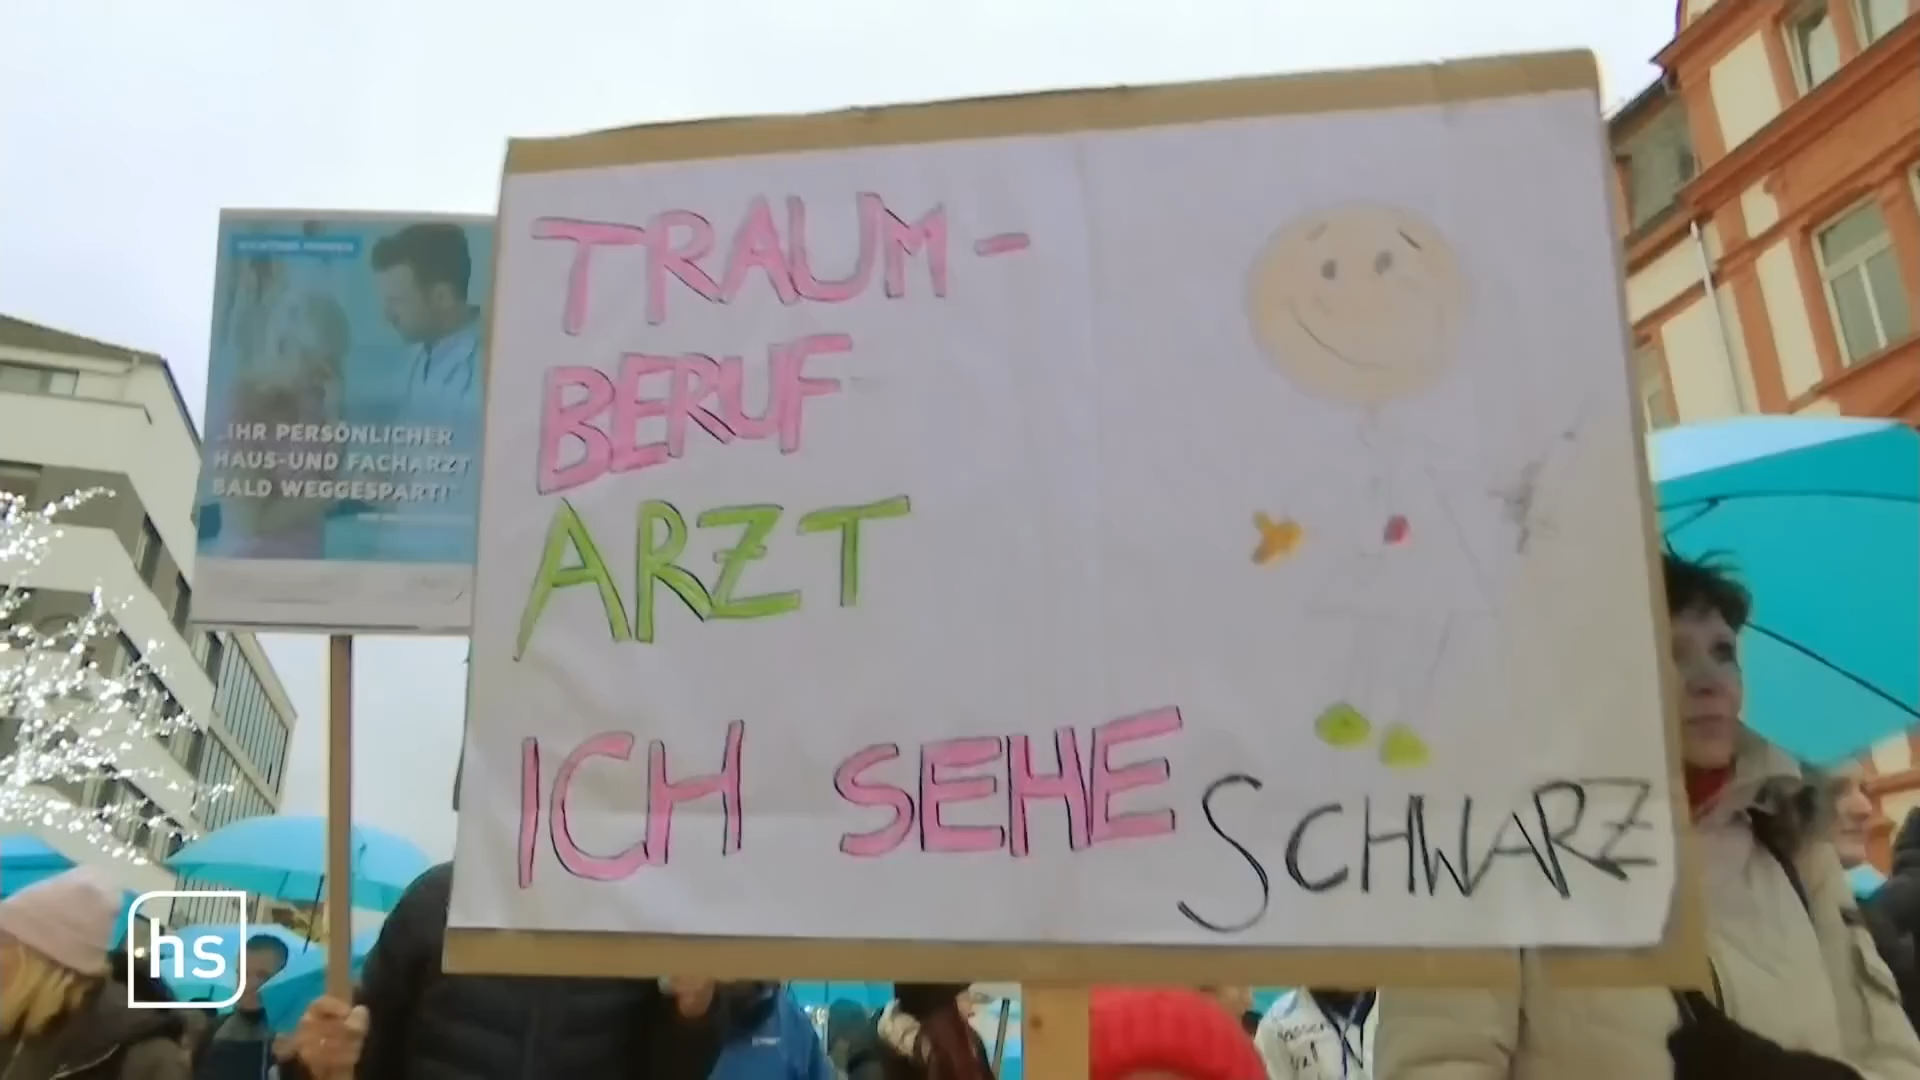 TRAUM-
BERUF
ARZT
ICH SEHE SCHWARZ
„IHR PERSÖNLICHER
HAUS-UND FACHARZT
BALD WEGGESPART!"
hs